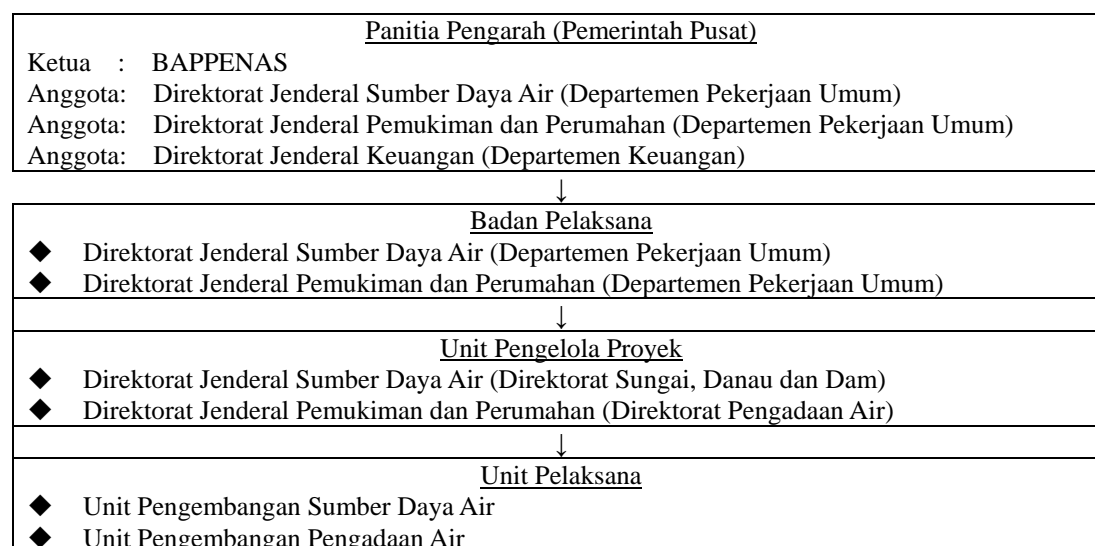 Panitia Pengarah (Pemerintah Pusat)
Ketua : BAPPENAS
Anggota: Direktorat Jenderal Sumber Daya Air (Departemen Pekerjaan Umum)
Anggota: Direktorat Jenderal Pemukiman dan Perumahan (Departemen Pekerjaan Umum)
Anggota: Direktorat Jenderal Keuangan (Departemen Keuangan)
↓
Badan Pelaksana
◆ Direktorat Jenderal Sumber Daya Air (Departemen Pekerjaan Umum)
◆ Direktorat Jenderal Pemukiman dan Perumahan (Departemen Pekerjaan Umum)
↓
Unit Pengelola Proyek
◆ Direktorat Jenderal Sumber Daya Air (Direktorat Sungai, Danau dan Dam)
◆ Direktorat Jenderal Pemukiman dan Perumahan (Direktorat Pengadaan Air)
↓
Unit Pelaksana
◆ Unit Pengembangan Sumber Daya Air
◆ Unit Pengembangan Pengadaan Air